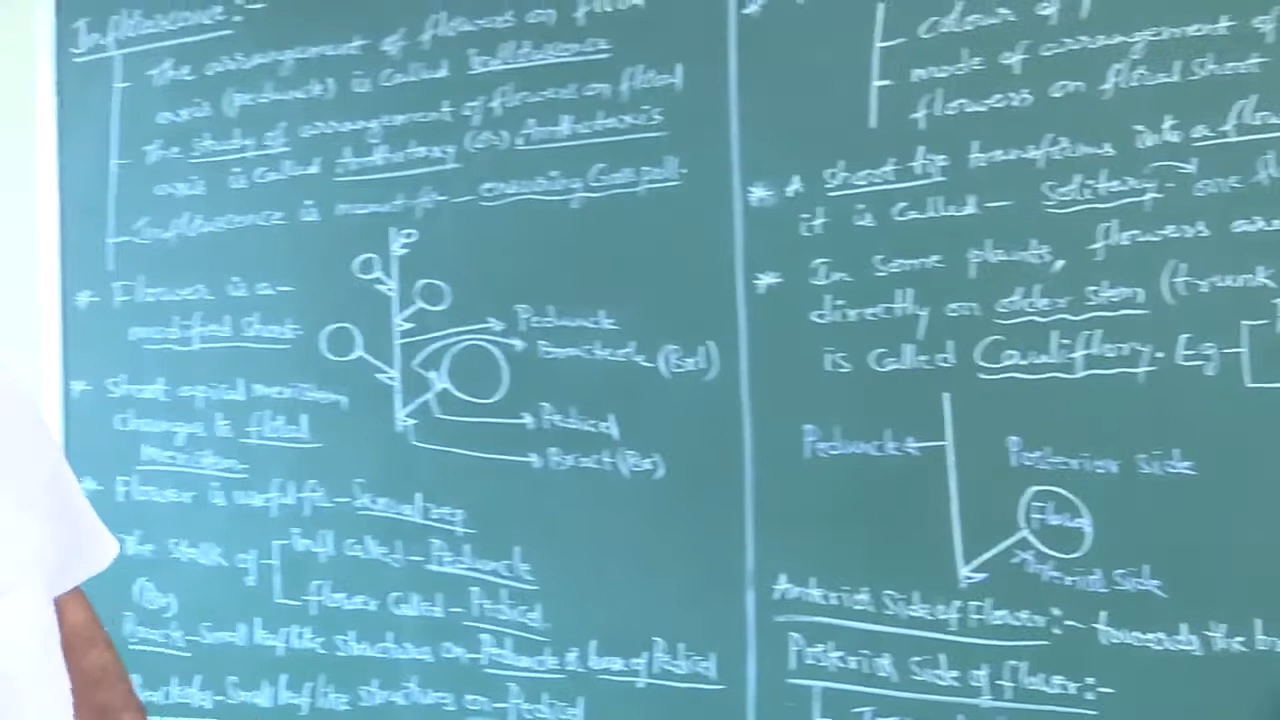 Inflorescence:-
The arrangement of flowers on floral
axis (peduncle) is called Inflorescence
The study of arrangement of flowers on floral
axis is called Anthotaxy (or) Anthotaxis
Inflorescence is meant for - ensuring Cross poll.
* Flower is a -
modified shoot
* Shoot apical meristem
changes to floral
Meristem.
Peduncle
Bracteole (Brl)
Pedicel
Bract (Br)
* Flower is useful for - Sexual rep
The stalk of
infl called - Peduncle
flower called - Pedicel
Bracts - Small leaf like structure on - Peduncle at base of Pedicel
Bracteoles - Small leaf like structure on - Pedicel
colour of
mode of arrangement of
flowers on floral shoot
* A shoot tip transforms into a
it is called - Solitary - one
* In some plants, flowers
directly on older stem (trunk
is called Cauliflory. Eg
Peduncle
Posterior side
Flower
Anterior side
Anterior Side of Flower:- towards the
Posterior Side of flower:-